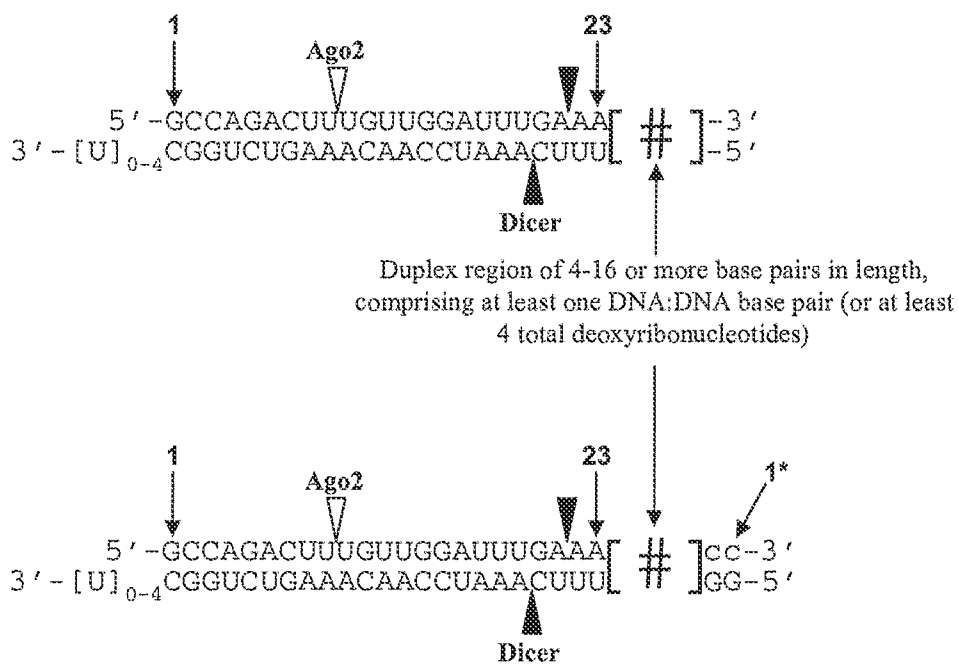 1 Ago2 23
5'-GCCAGACUUUGUUGGAUUUGAAA[ # ]-3'
3'-[U]0-4CGGUCUGAAACAACCUAAACUUU[ # ]-5'
Dicer
Duplex region of 4-16 or more base pairs in length,
comprising at least one DNA:DNA base pair (or at least
4 total deoxyribonucleotides)
1 Ago2 23 1*
5'-GCCAGACUUUGUUGGAUUUGAAA[ # ]cc-3'
3'-[U]0-4CGGUCUGAAACAACCUAAACUUU[ # ]GG-5'
Dicer